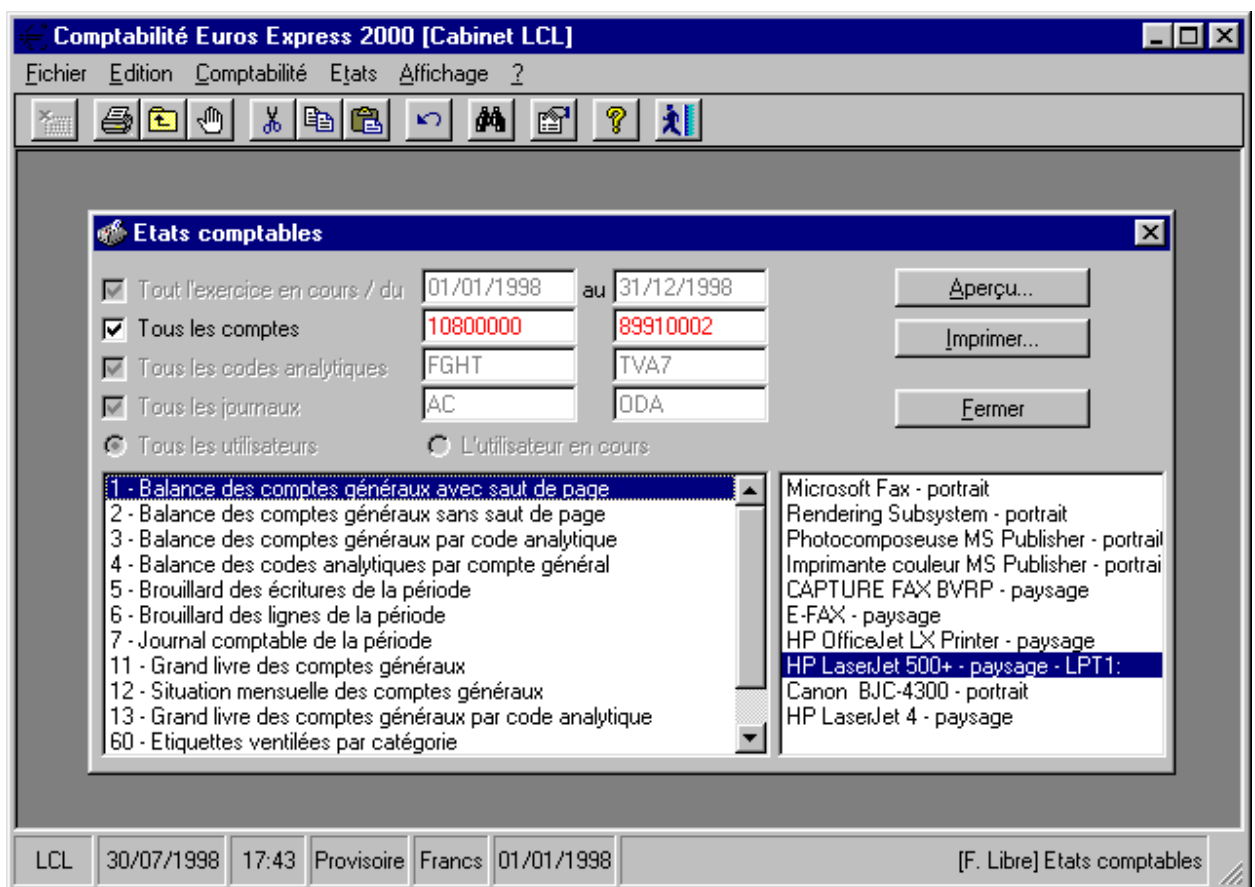 Comptabilité Euros Express 2000 [Cabinet LCL]
Fichier Edition Comptabilité Etats Affichage ?
Etats comptables
Tout l'exercice en cours / du 01/01/1998 au 31/12/1998
Aperçu...
Tous les comptes 10800000 89910002
Imprimer...
Tous les codes analytiques FGHT TVA7
Tous les journaux AC ODA
Fermer
Tous les utilisateurs L'utilisateur en cours
1 - Balance des comptes généraux avec saut de page
2 - Balance des comptes généraux sans saut de page
3 - Balance des comptes généraux par code analytique
4 - Balance des codes analytiques par compte général
5 - Brouillard des écritures de la période
6 - Brouillard des lignes de la période
7 - Journal comptable de la période
11 - Grand livre des comptes généraux
12 - Situation mensuelle des comptes généraux
13 - Grand livre des comptes généraux par code analytique
60 - Etiquettes ventilées par catégorie
Microsoft Fax - portrait
Rendering Subsystem - portrait
Photocomposeuse MS Publisher - portrait
Imprimante couleur MS Publisher - portrai
CAPTURE FAX BVRP - paysage
E-FAX - paysage
HP OfficeJet LX Printer - paysage
HP LaserJet 500+ - paysage - LPT1:
Canon BJC-4300 - portrait
HP LaserJet 4 - paysage
LCL 30/07/1998 17:43 Provisoire Francs 01/01/1998 [F. Libre] Etats comptables